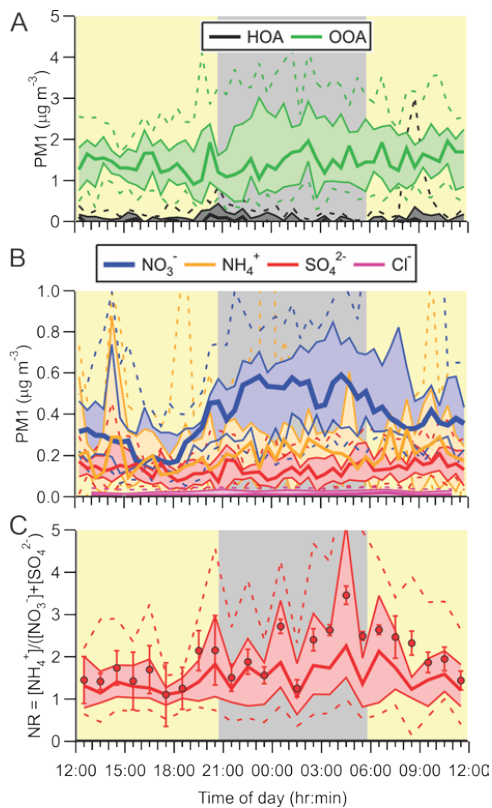 A
HOA OOA
5
4
3
2
1
0
PM1 (µg m⁻³)
B
NO₃⁻ NH₄⁺ SO₄²⁻ Cl⁻
1.0
0.8
0.6
0.4
0.2
0.0
PM1 (µg m⁻³)
C
5
4
3
2
1
0
NR = [NH₄⁺]/([NO₃⁻]+[SO₄²⁻)
12:00 15:00 18:00 21:00 00:00 03:00 06:00 09:00 12:00
Time of day (hr:min)